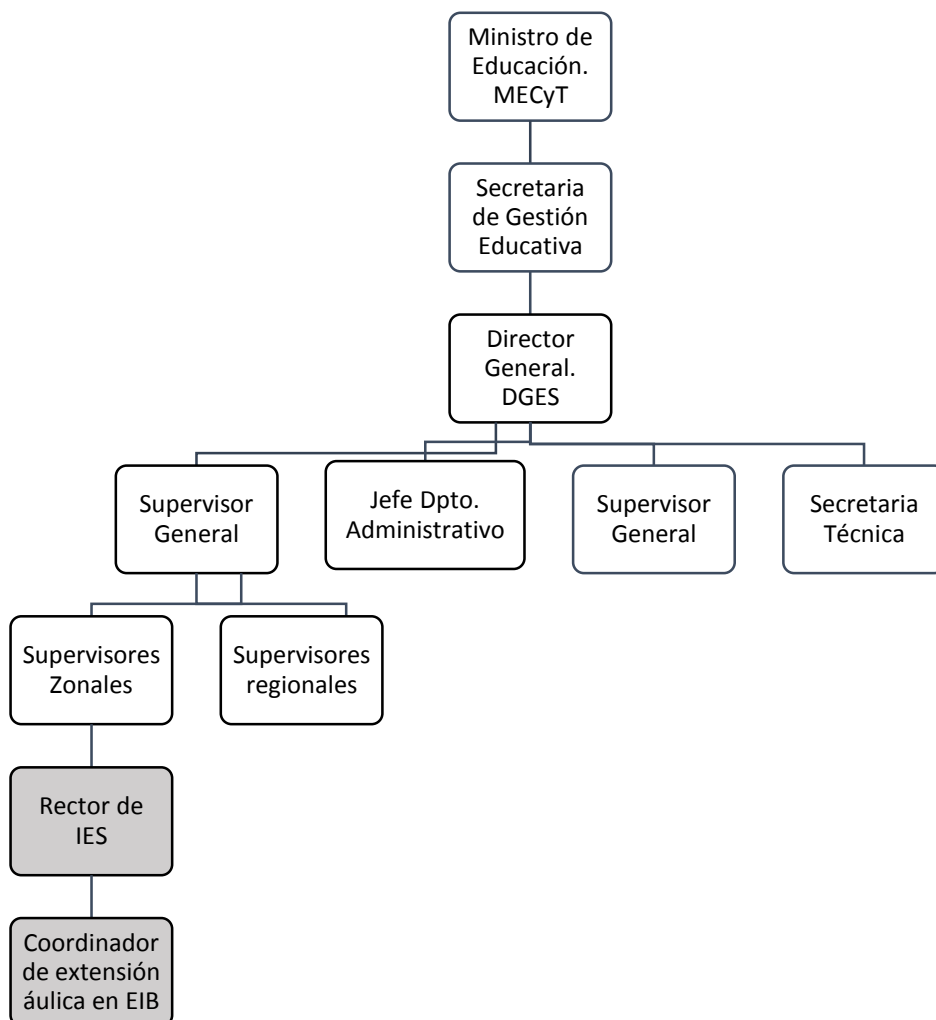 Ministro de
Educación.
MECyT
Secretaria
de Gestión
Educativa
Director
General.
DGES
Supervisor
General
Jefe Dpto.
Administrativo
Supervisor
General
Secretaria
Técnica
Supervisores
Zonales
Supervisores
regionales
Rector de
IES
Coordinador
de extensión
áulica en EIB